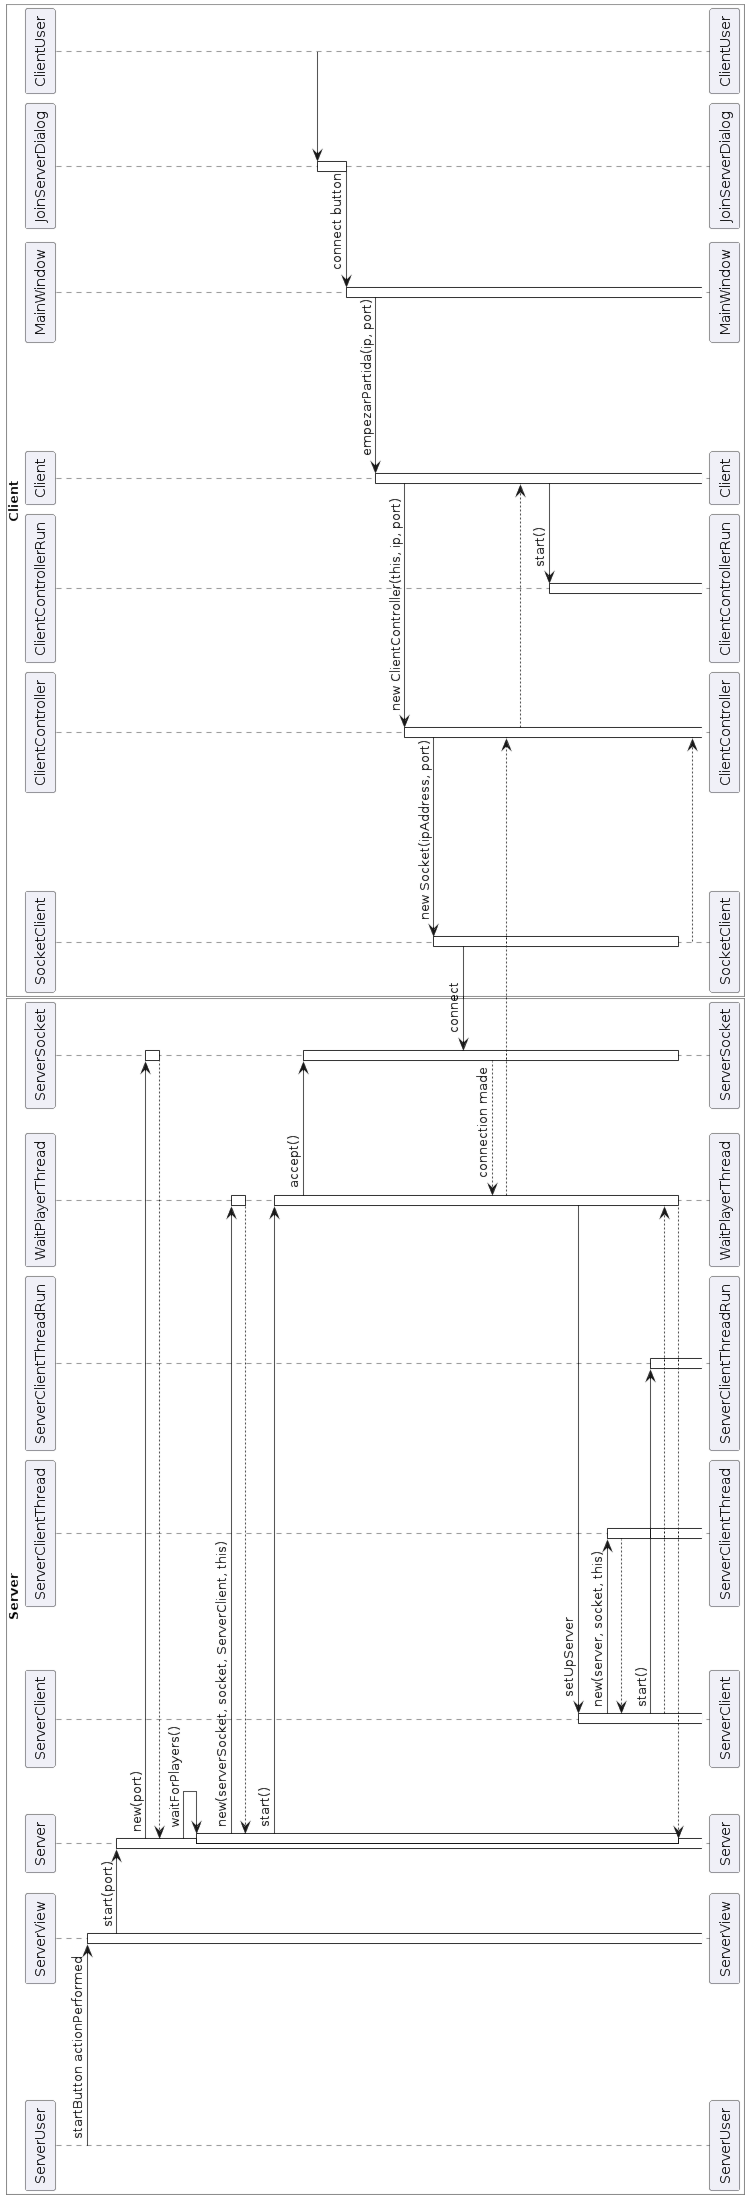 Server
Client
ServerUser
ServerView
Server
ServerClient
ServerClientThread
ServerClientThreadRun
WaitPlayerThread
ServerSocket
SocketClient
ClientController
ClientControllerRun
Client
MainWindow
JoinServerDialog
ClientUser
startButton actionPerformed
start(port)
new(port)
waitForPlayers()
new(serverSocket, socket, ServerClient, this)
start()
accept()
connect button
empezarPartida(ip, port)
new ClientController(this, ip, port)
new Socket(ipAddress, port)
connect
connection made
start()
setUpServer
new(server, socket, this)
start()
ServerUser
ServerView
Server
ServerClient
ServerClientThread
ServerClientThreadRun
WaitPlayerThread
ServerSocket
SocketClient
ClientController
ClientControllerRun
Client
MainWindow
JoinServerDialog
ClientUser